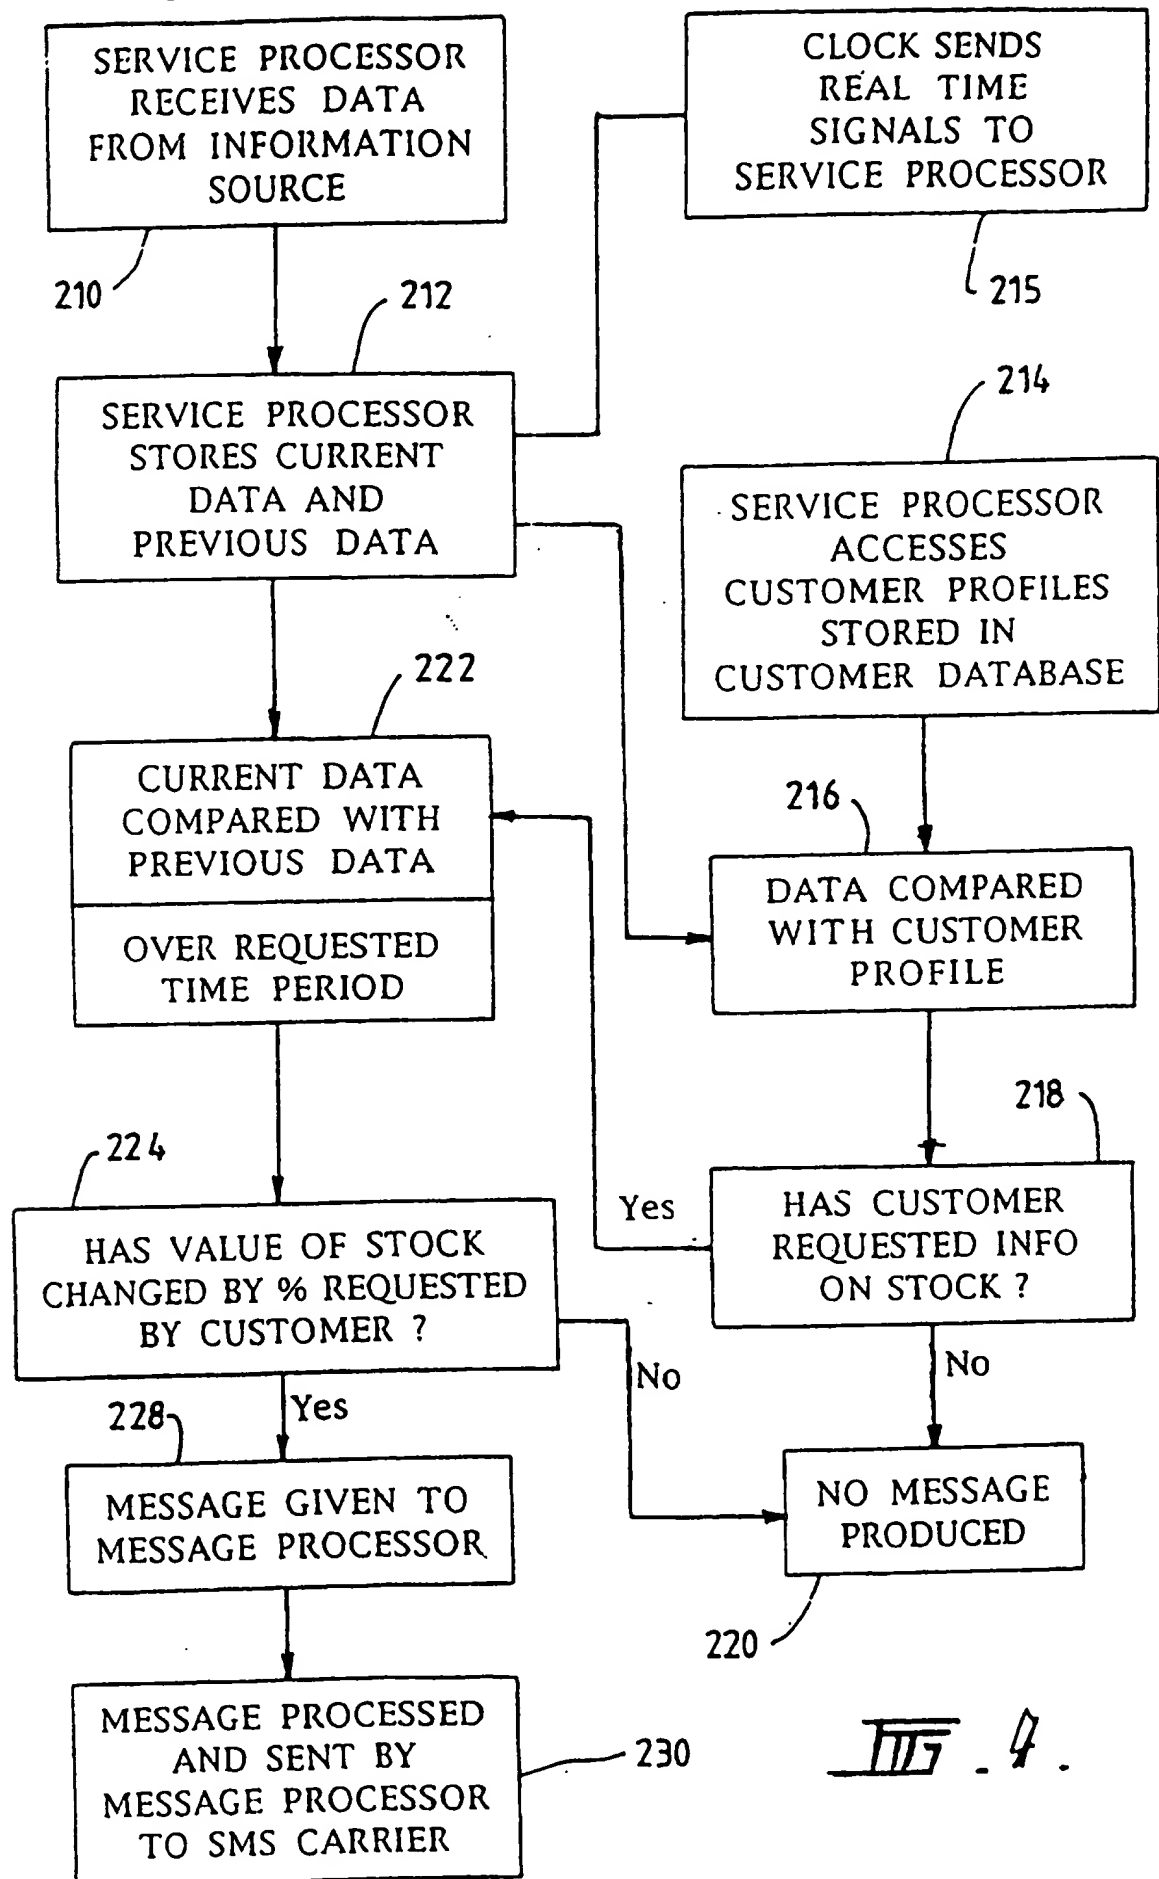 SERVICE PROCESSOR
RECEIVES DATA
FROM INFORMATION
SOURCE
210
CLOCK SENDS
REAL TIME
SIGNALS TO
SERVICE PROCESSOR
215
212
SERVICE PROCESSOR
STORES CURRENT
DATA AND
PREVIOUS DATA
214
SERVICE PROCESSOR
ACCESSES
CUSTOMER PROFILES
STORED IN
CUSTOMER DATABASE
222
CURRENT DATA
COMPARED WITH
PREVIOUS DATA
OVER REQUESTED
TIME PERIOD
216
DATA COMPARED
WITH CUSTOMER
PROFILE
218
HAS CUSTOMER
REQUESTED INFO
ON STOCK ?
Yes
No
224
HAS VALUE OF STOCK
CHANGED BY % REQUESTED
BY CUSTOMER ?
No
Yes
228
MESSAGE GIVEN TO
MESSAGE PROCESSOR
NO MESSAGE
PRODUCED
220
MESSAGE PROCESSED
AND SENT BY
MESSAGE PROCESSOR
TO SMS CARRIER
230
FIG.